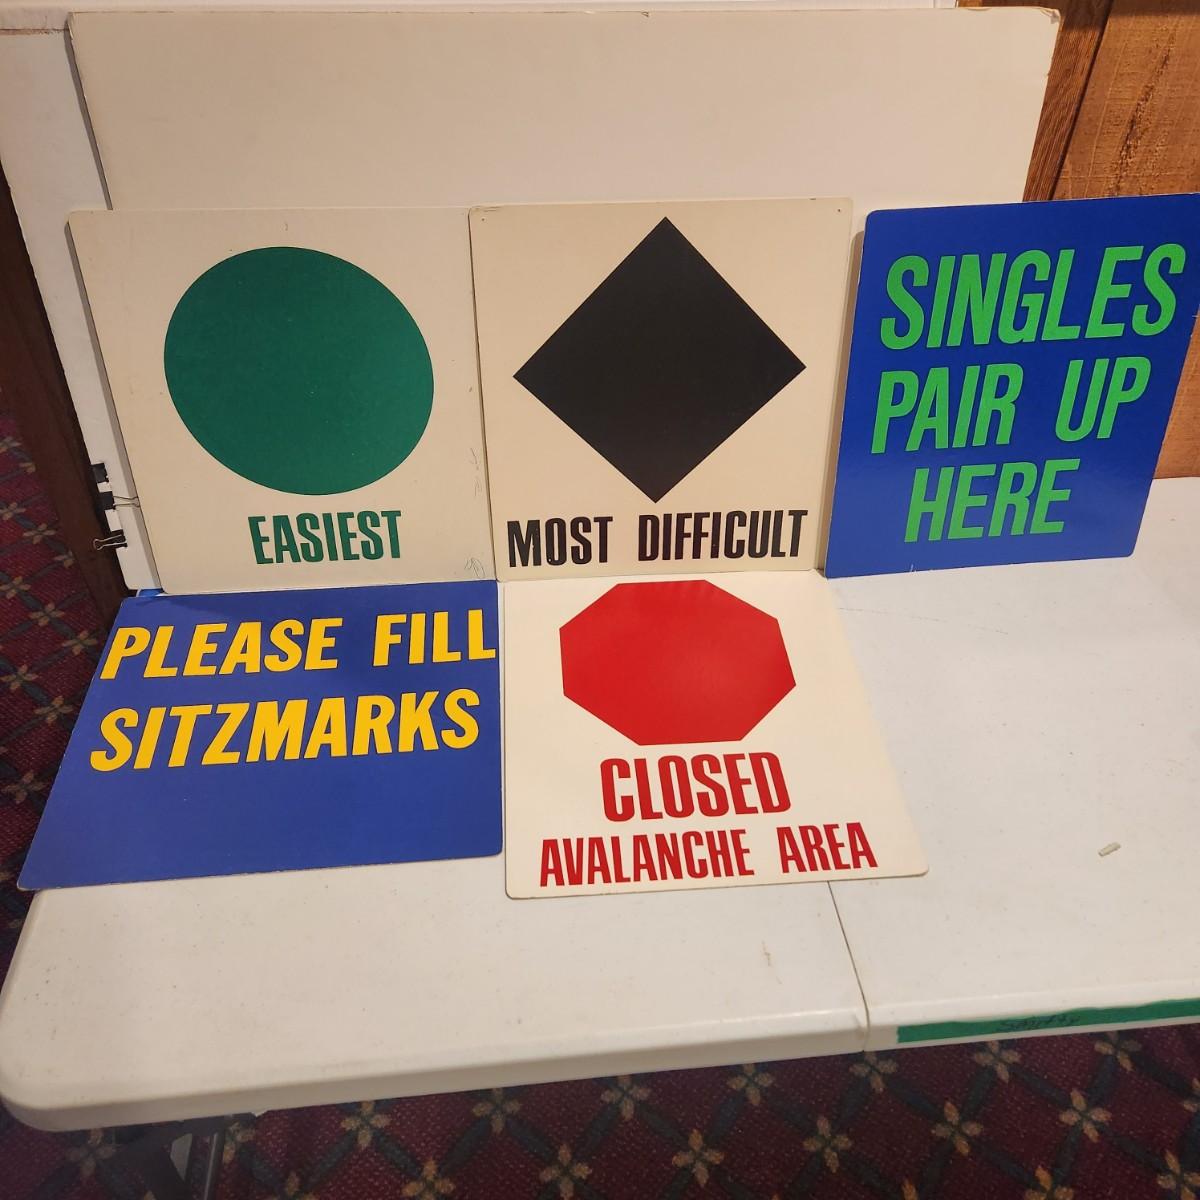 EASIEST
MOST DIFFICULT
SINGLES
PAIR UP
HERE
PLEASE FILL
SITZMARKS
CLOSED
AVALANCHE AREA